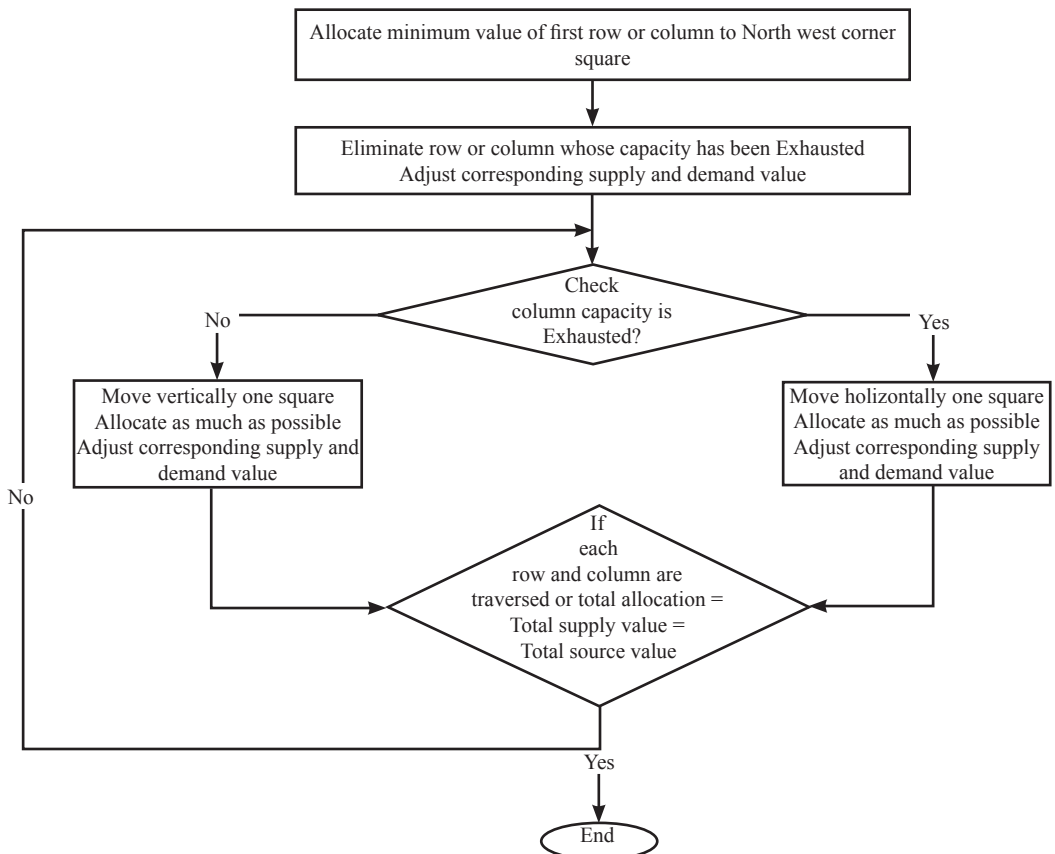 Allocate minimum value of first row or column to North west corner
square
Eliminate row or column whose capacity has been Exhausted
Adjust corresponding supply and demand value
Check
column capacity is
Exhausted?
No
Yes
Move vertically one square
Allocate as much as possible
Adjust corresponding supply and
demand value
Move holizontally one square
Allocate as much as possible
Adjust corresponding supply
and demand value
No
If
each
row and column are
traversed or total allocation =
Total supply value =
Total source value
Yes
End